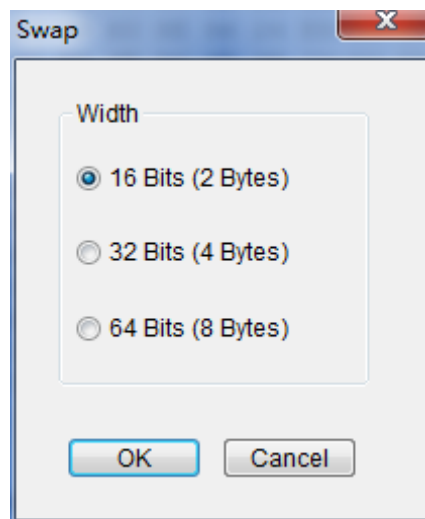 Swap
Width
16 Bits (2 Bytes)
32 Bits (4 Bytes)
64 Bits (8 Bytes)
OK Cancel